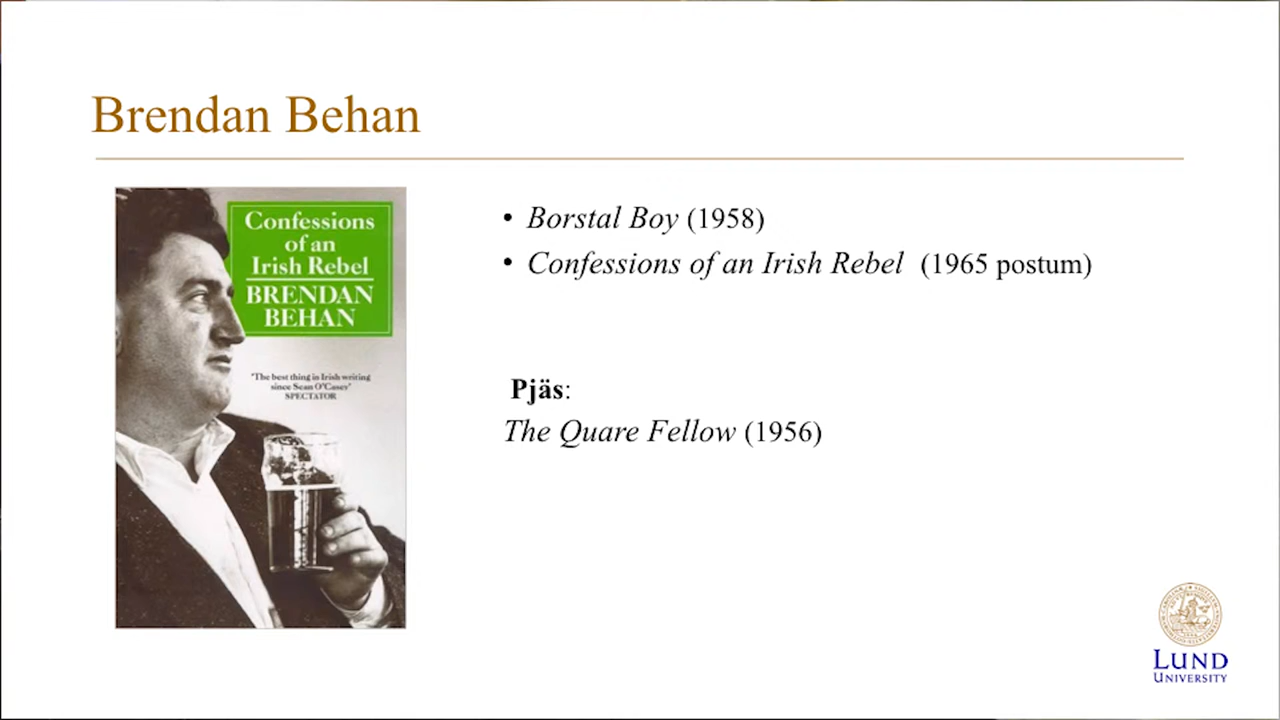 Brendan Behan
Confessions
of an
Irish Rebel
BRENDAN
BEHAN
'The best thing in Irish writing
since Sean O'Casey'
SPECTATOR
• Borstal Boy (1958)
• Confessions of an Irish Rebel (1965 postum)
Pjäs:
The Quare Fellow (1956)
LUND
UNIVERSITY